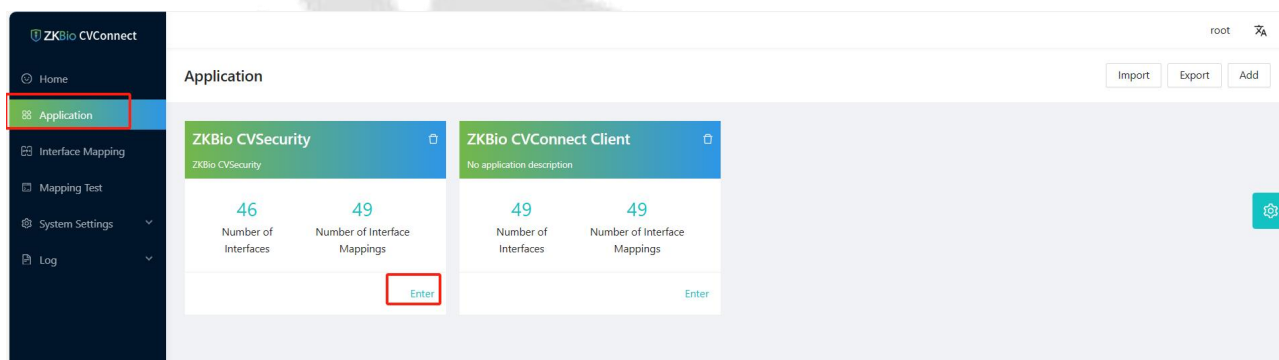 ZKBio CVConnect
root
Home
Application
Import Export Add
Application
Interface Mapping
Mapping Test
System Settings
Log
ZKBio CVSecurity
ZKBio CVSecurity
46 49
Number of Interfaces Number of Interface Mappings
Enter
ZKBio CVConnect Client
No application description
49 49
Number of Interfaces Number of Interface Mappings
Enter